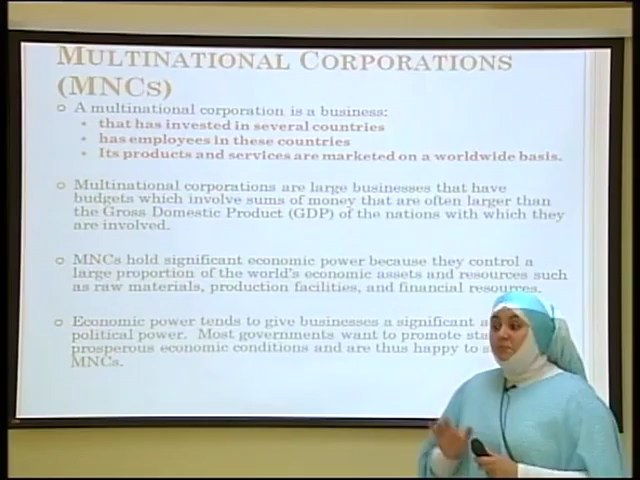 MULTINATIONAL CORPORATIONS
(MNCS)
A multinational corporation is a business:
that has invested in several countries
has employees in these countries
Its products and services are marketed on a worldwide basis.
Multinational corporations are large businesses that have
budgets which involve sums of money that are often larger than
the Gross Domestic Product (GDP) of the nations with which they
are involved.
MNCs hold significant economic power because they control a
large proportion of the world's economic assets and resources such
as raw materials, production facilities, and financial resources.
Economic power tends to give businesses a significant
political power. Most governments want to promote
prosperous economic conditions and are thus happy to
MNCs.